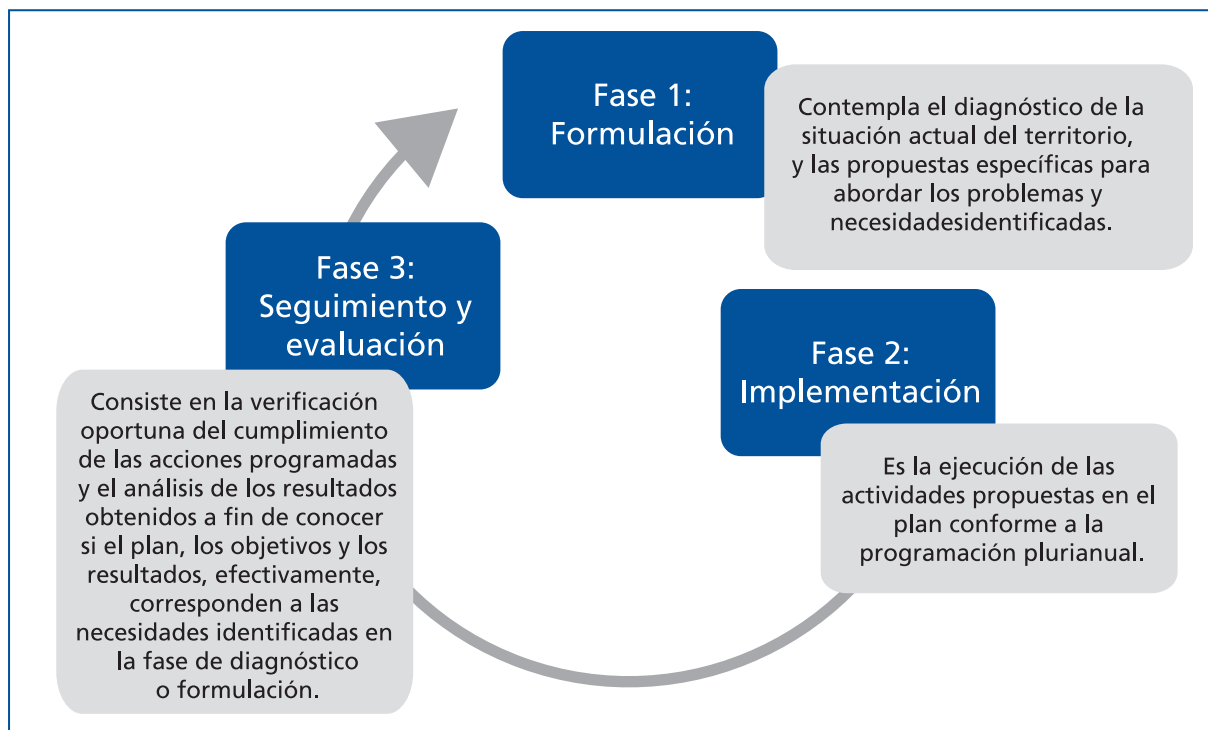 Fase 1:
Formulación
Contempla el diagnóstico de la
situación actual del territorio,
y las propuestas específicas para
abordar los problemas y
necesidadesidentificadas.
Fase 2:
Implementación
Es la ejecución de las
actividades propuestas en el
plan conforme a la
programación plurianual.
Fase 3:
Seguimiento y
evaluación
Consiste en la verificación
oportuna del cumplimiento
de las acciones programadas
y el análisis de los resultados
obtenidos a fin de conocer
si el plan, los objetivos y los
resultados, efectivamente,
corresponden a las
necesidades identificadas en
la fase de diagnóstico
o formulación.